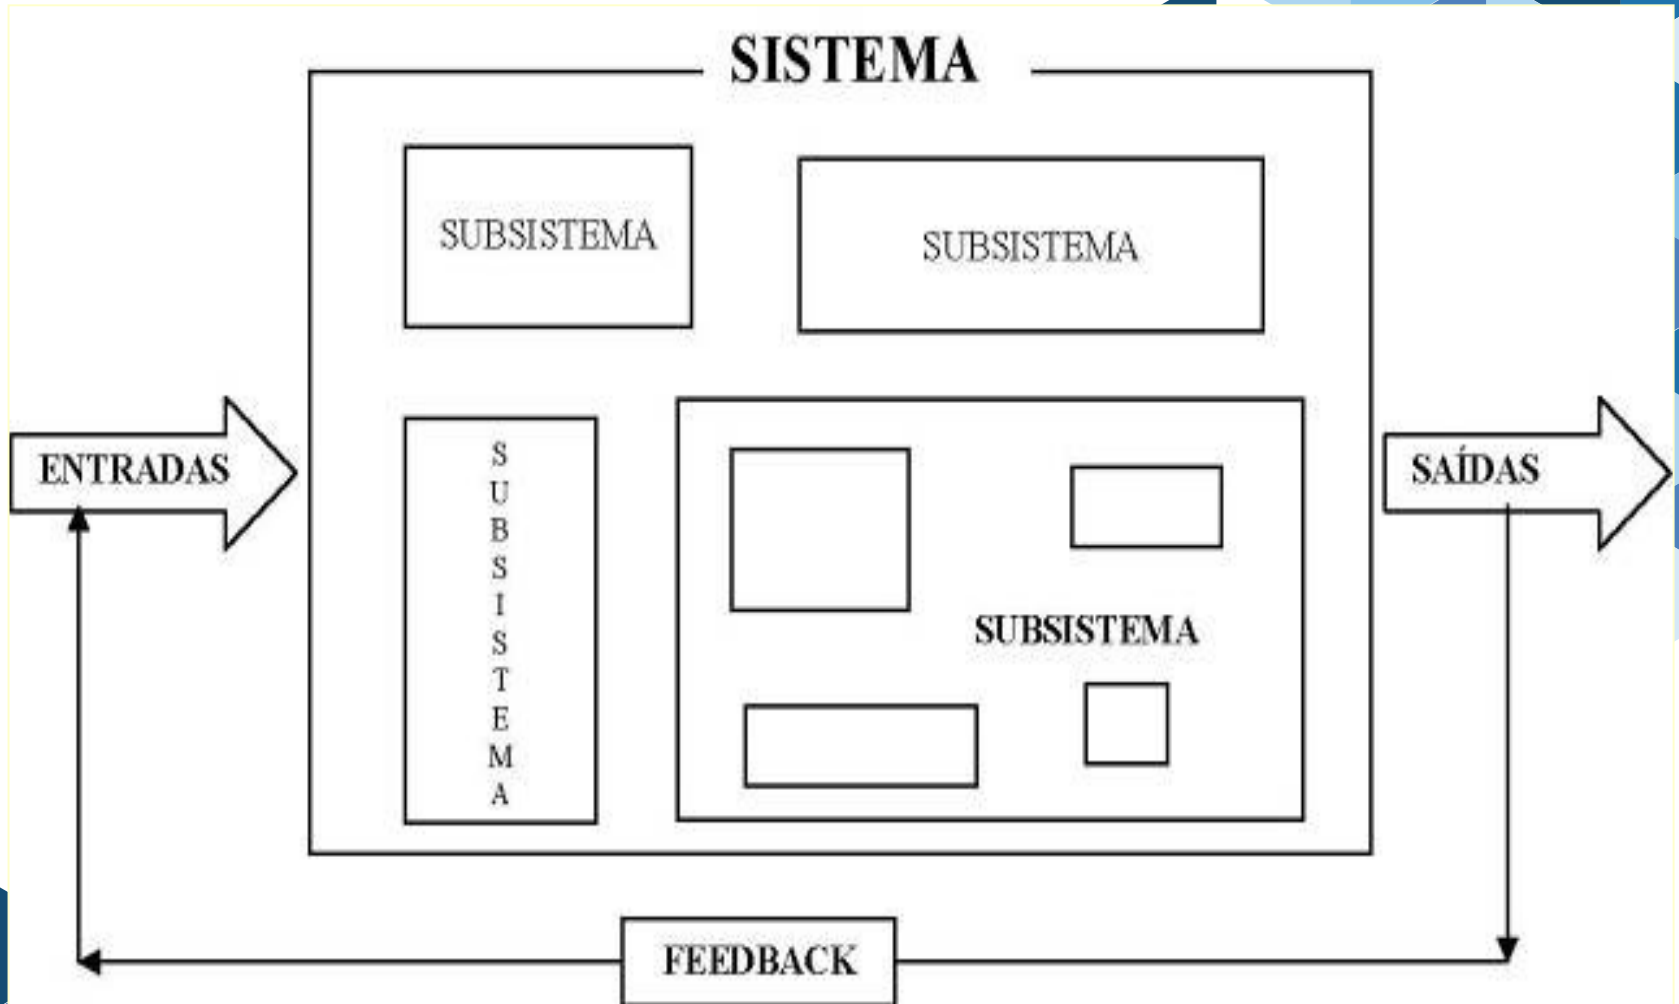 SISTEMA
SUBSISTEMA
SUBSISTEMA
ENTRADAS
S
U
B
S
I
S
T
E
M
A
SUBSISTEMA
SAÍDAS
FEEDBACK